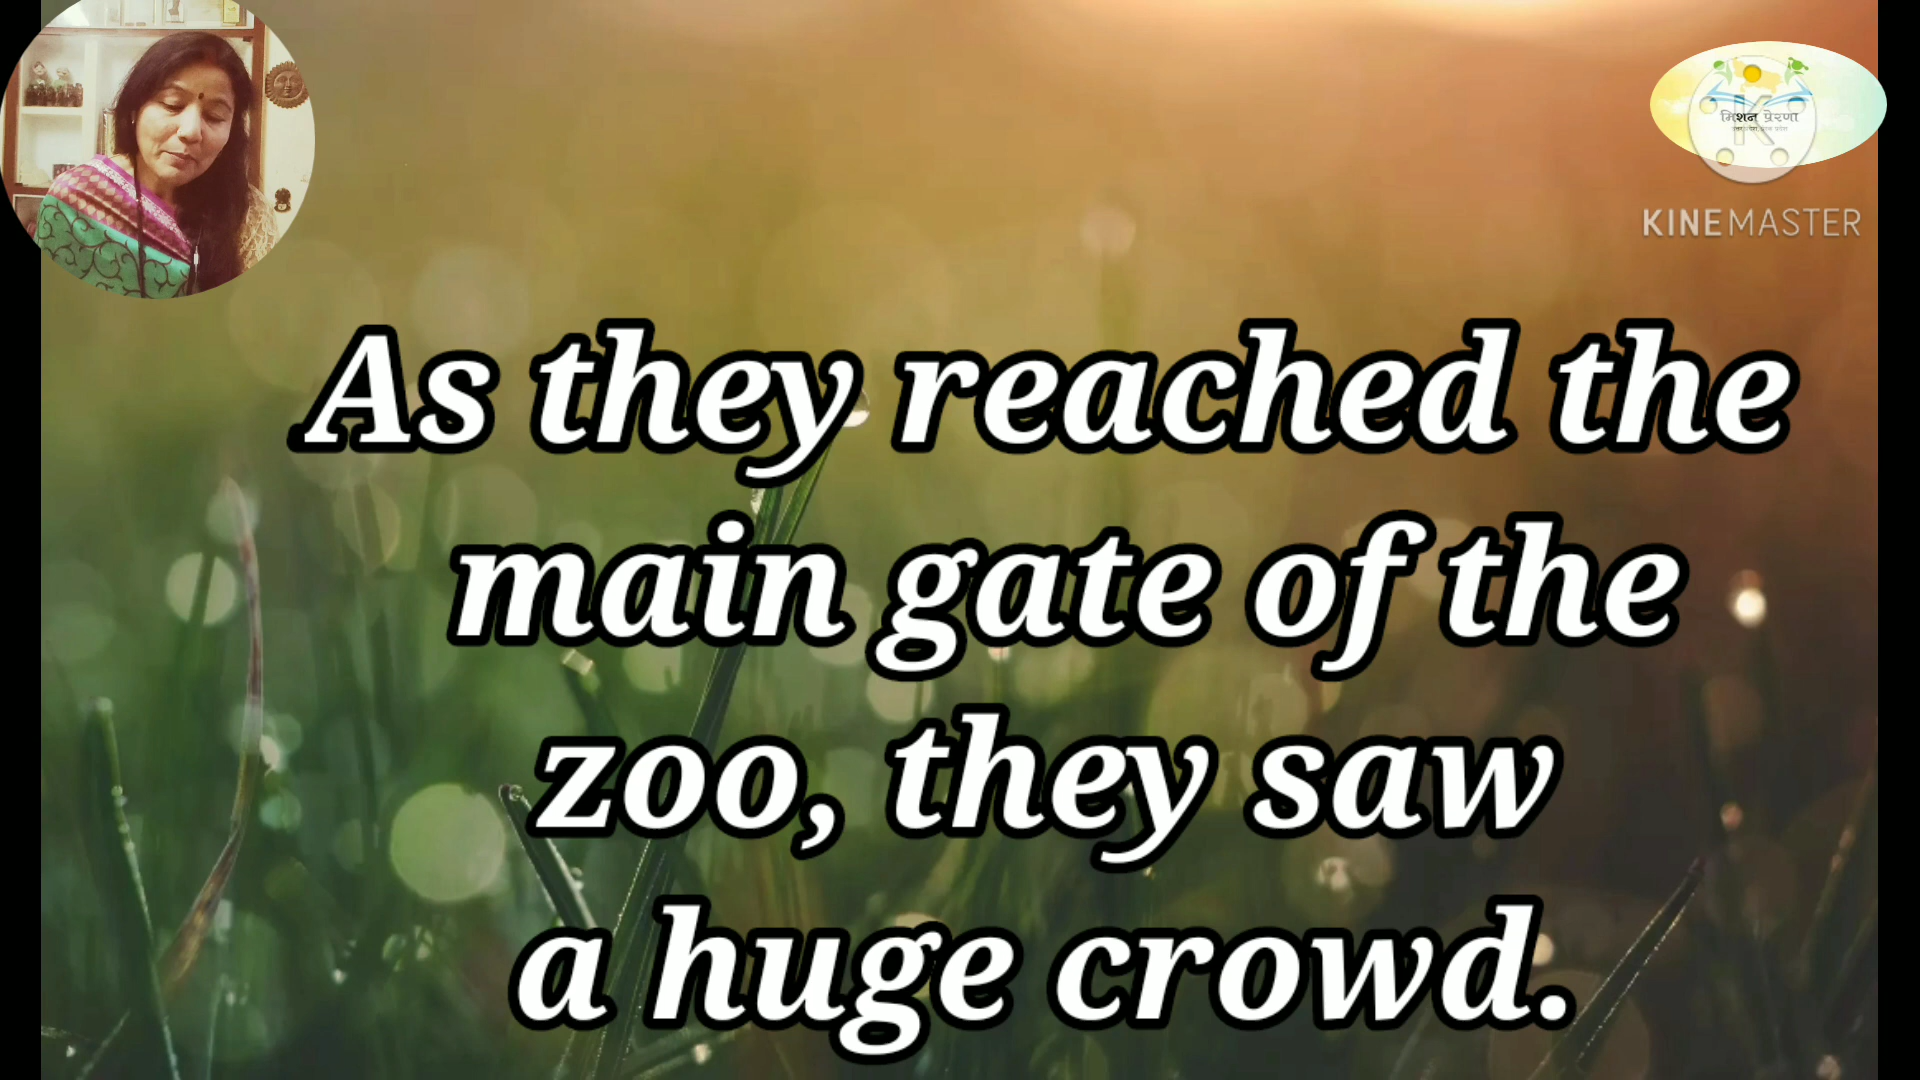 मिशन प्रेरणा
KINEMASTER
As they reached the
main gate of the
zoo, they saw
a huge crowd.